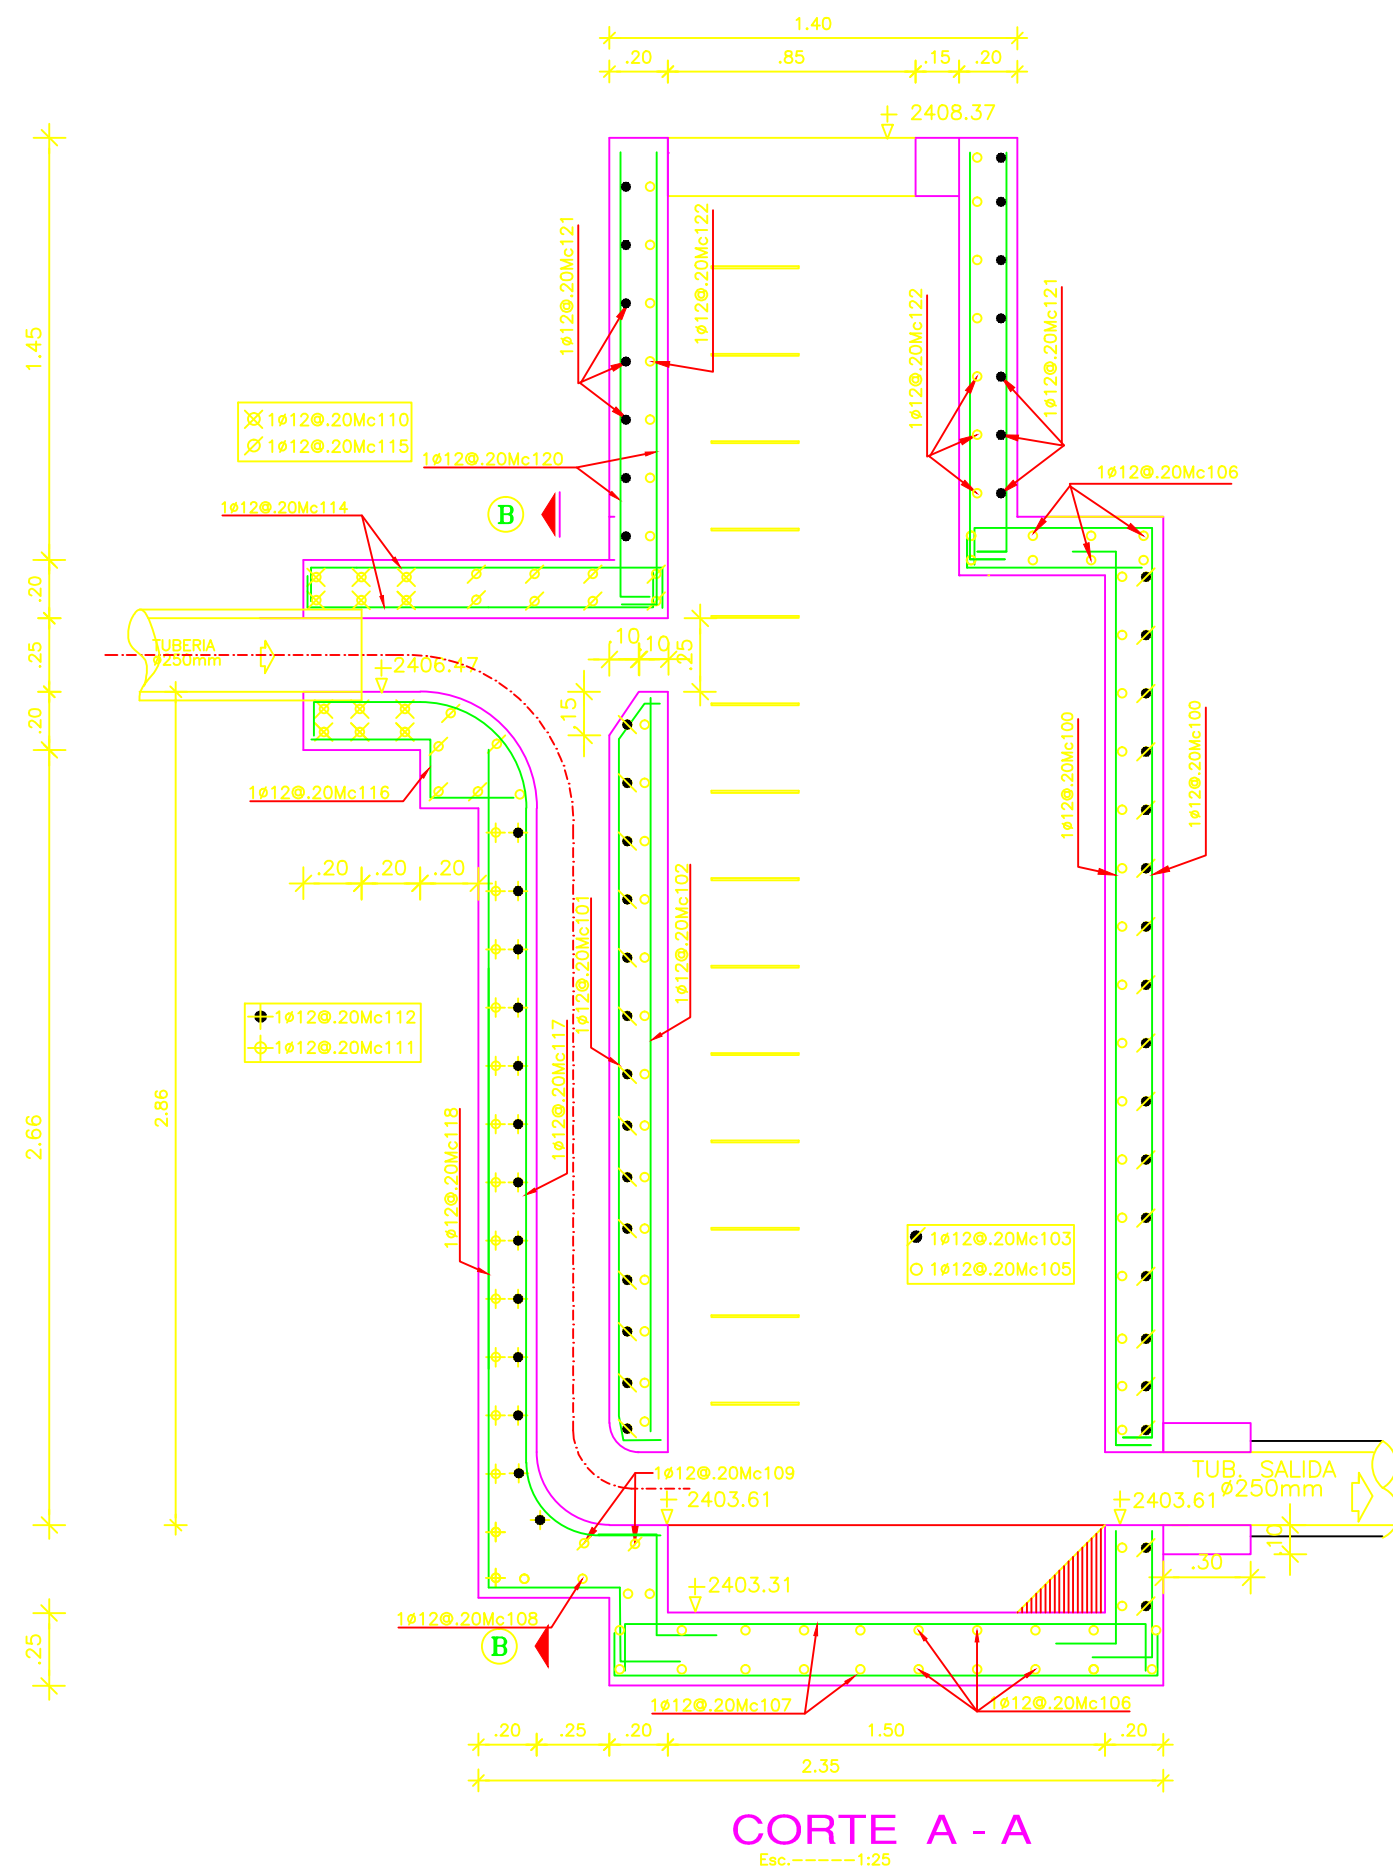 1.40
.20
.85
.15
.20
2408.37
1.45
1ø12@.20Mc121
1ø12@.20Mc122
1ø12@.20Mc122
1ø12@.20Mc121
1ø12@.20Mc110
1ø12@.20Mc115
1ø12@.20Mc120
1ø12@.20Mc106
1ø12@.20Mc114
B
.20
.25
.20
TUBERIA
ø250mm
2406.47
.10
.10
.25
.15
1ø12@.20Mc116
1ø12@.20Mc100
1ø12@.20Mc100
.20
.20
.20
1ø12@.20Mc101
1ø12@.20Mc102
1ø12@.20Mc112
1ø12@.20Mc111
2.66
2.86
1ø12@.20Mc117
1ø12@.20Mc118
1ø12@.20Mc103
1ø12@.20Mc105
1ø12@.20Mc109
TUB. SALIDA
ø250mm
2403.61
2403.61
.10
.30
2403.31
1ø12@.20Mc108
B
.25
1ø12@.20Mc107
1ø12@.20Mc106
.20
.25
.20
1.50
.20
2.35
CORTE A - A
Esc.-----1:25